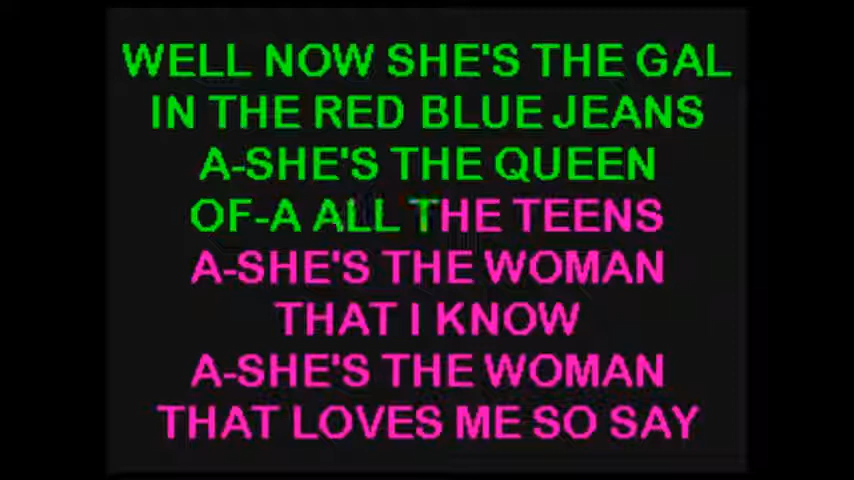 WELL NOW SHE'S THE GAL
IN THE RED BLUE JEANS
A-SHE'S THE QUEEN
OF-A ALL THE TEENS
A-SHE'S THE WOMAN
THAT I KNOW
A-SHE'S THE WOMAN
THAT LOVES ME SO SAY